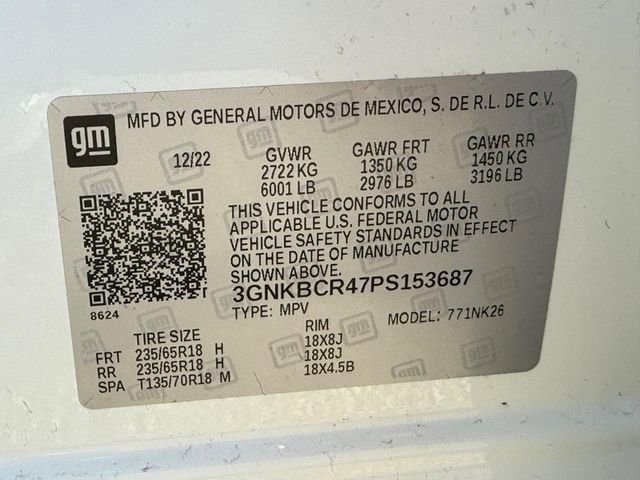 gm
MFD BY GENERAL MOTORS DE MEXICO, S. DE R.L. DE C.V.
12/22 GVWR GAWR FRT GAWR RR
2722 KG 1350 KG 1450 KG
6001 LB 2976 LB 3196 LB
THIS VEHICLE CONFORMS TO ALL
APPLICABLE U.S. FEDERAL MOTOR
VEHICLE SAFETY STANDARDS IN EFFECT
ON THE DATE OF MANUFACTURE
SHOWN ABOVE.
3GNKBCR47PS153687
8624 TYPE: MPV MODEL: 771NK26
TIRE SIZE RIM
FRT 235/65R18 H 18X8J
RR 235/65R18 H 18X8J
SPA T135/70R18 M 18X4.5B